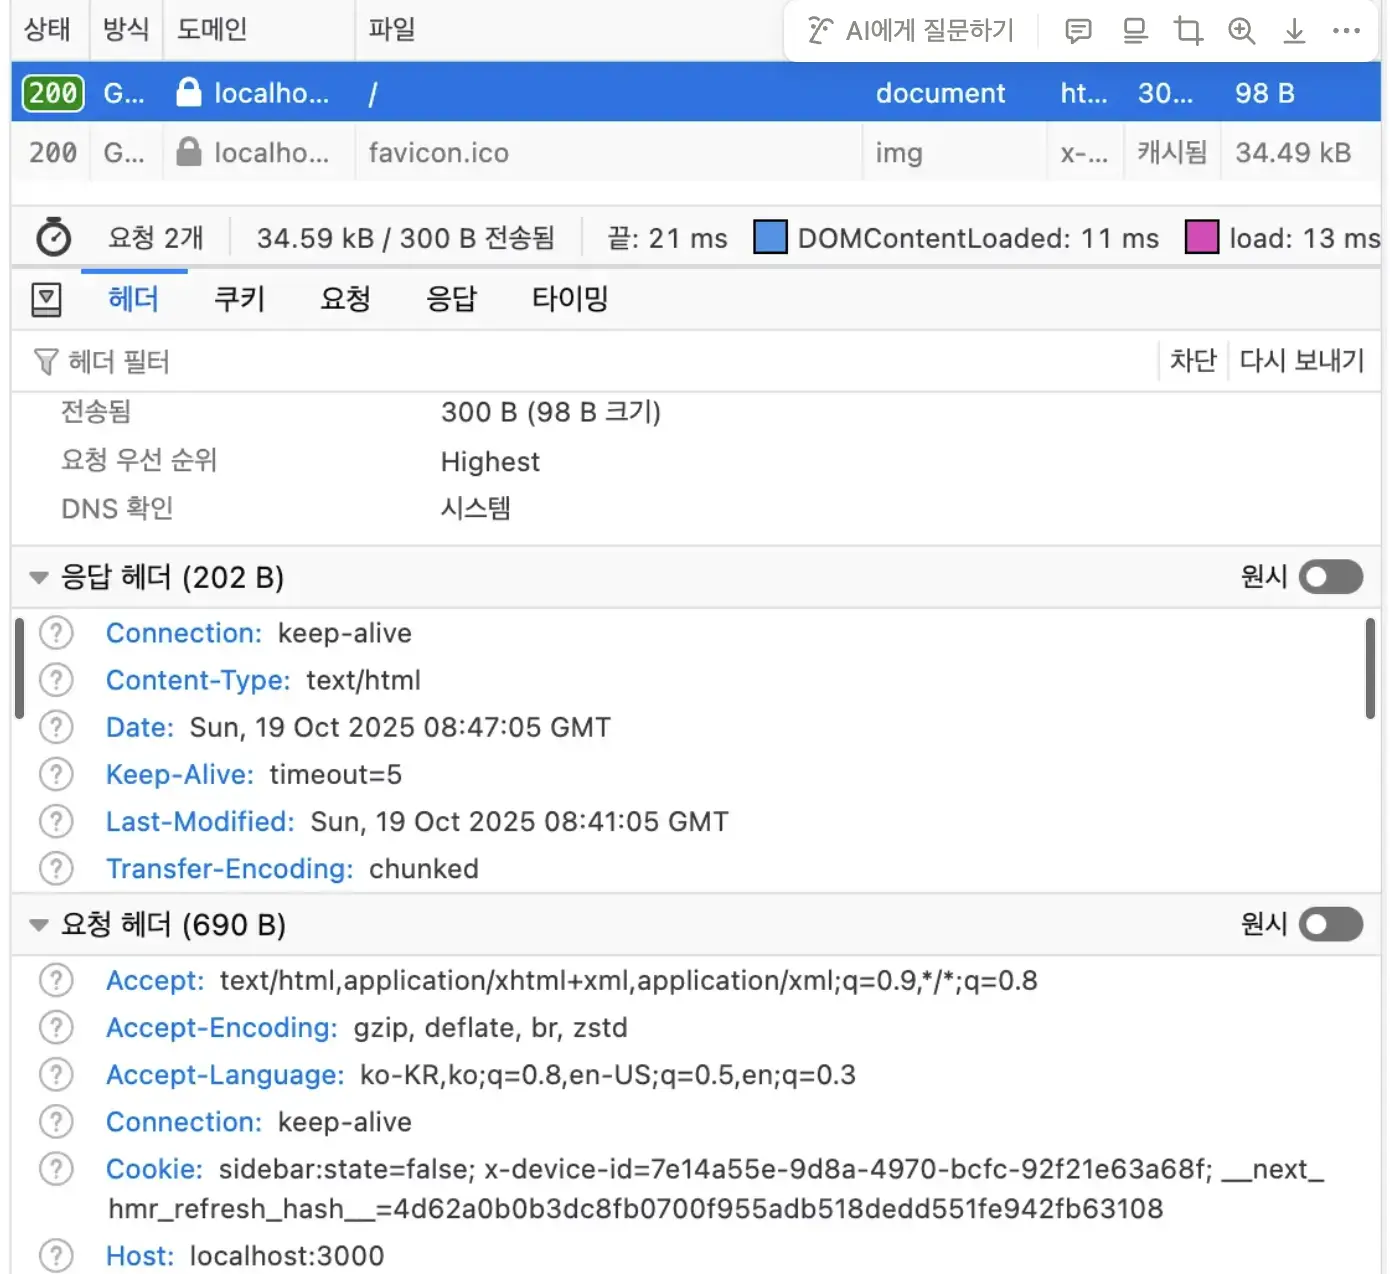 상태 방식 도메인 파일 AI에게 질문하기
200 G... localho... / document ht... 30... 98 B
200 G... localho... favicon.ico img x-... 캐시됨 34.49 kB
요청 2개 34.59 kB / 300 B 전송됨 끝: 21 ms DOMContentLoaded: 11 ms load: 13 ms
헤더 쿠키 요청 응답 타이밍
헤더 필터 차단 다시 보내기
전송됨 300 B (98 B 크기)
요청 우선 순위 Highest
DNS 확인 시스템
응답 헤더 (202 B) 원시
Connection: keep-alive
Content-Type: text/html
Date: Sun, 19 Oct 2025 08:47:05 GMT
Keep-Alive: timeout=5
Last-Modified: Sun, 19 Oct 2025 08:41:05 GMT
Transfer-Encoding: chunked
요청 헤더 (690 B) 원시
Accept: text/html,application/xhtml+xml,application/xml;q=0.9,*/*;q=0.8
Accept-Encoding: gzip, deflate, br, zstd
Accept-Language: ko-KR,ko;q=0.8,en-US;q=0.5,en;q=0.3
Connection: keep-alive
Cookie: sidebar:state=false; x-device-id=7e14a55e-9d8a-4970-bcfc-92f21e63a68f; __next_
hmr_refresh_hash__=4d62a0b0b3dc8fb0700f955adb518dedd551fe942fb63108
Host: localhost:3000